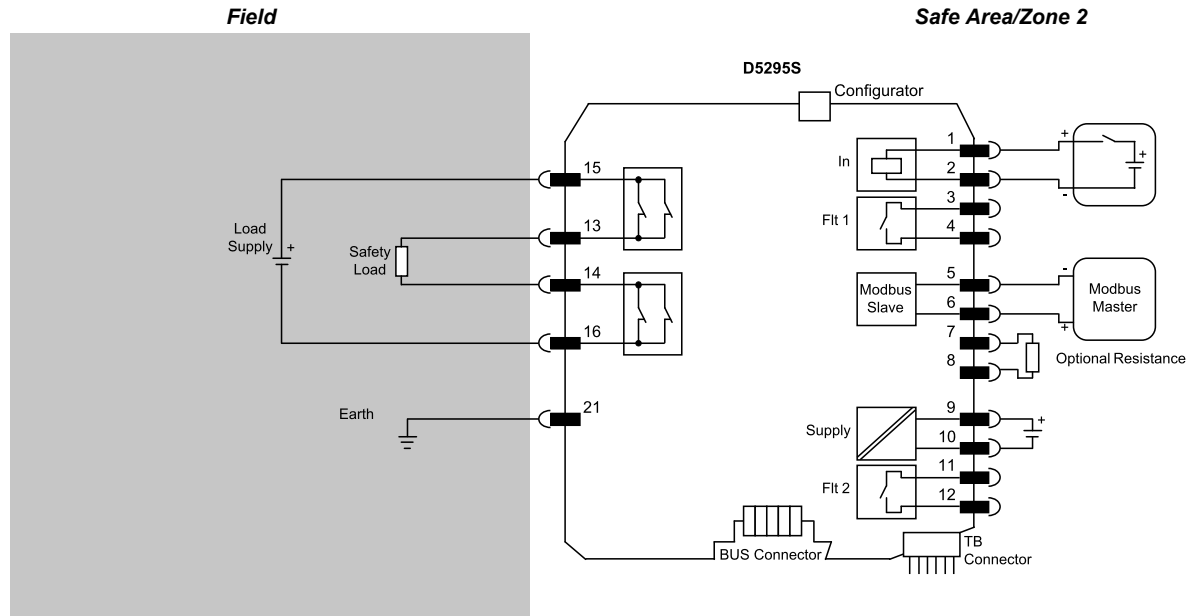 Field
Safe Area/Zone 2
D5295S
Configurator
15
13
14
16
21
Load
Supply
+
Safety
Load
Earth
In
1
2
+
-
+
Flt 1
3
4
Modbus
Slave
5
6
-
+
Modbus
Master
7
8
Optional Resistance
Supply
9
10
+
Flt 2
11
12
BUS Connector
TB
Connector